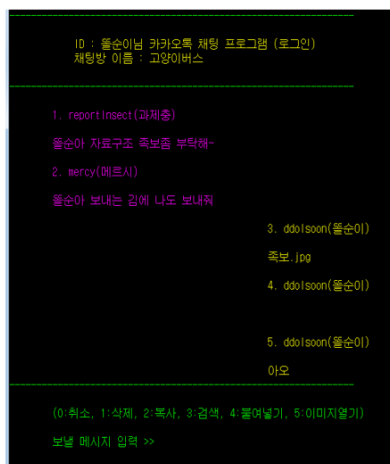 ID : 똘순이님 카카오톡 채팅 프로그램 (로그인)
채팅방 이름 : 고양이버스
1. reportInsect(과제충)
똘순아 자료구조 족보좀 부탁해~
2. mercy(메르시)
똘순아 보내는 김에 나도 보내줘
3. ddolsoon(똘순이)
족보.jpg
4. ddolsoon(똘순이)
5. ddolsoon(똘순이)
아오
(0:취소, 1:삭제, 2:복사, 3:검색, 4:붙여넣기, 5:이미지열기)
보낼 메시지 입력 >>